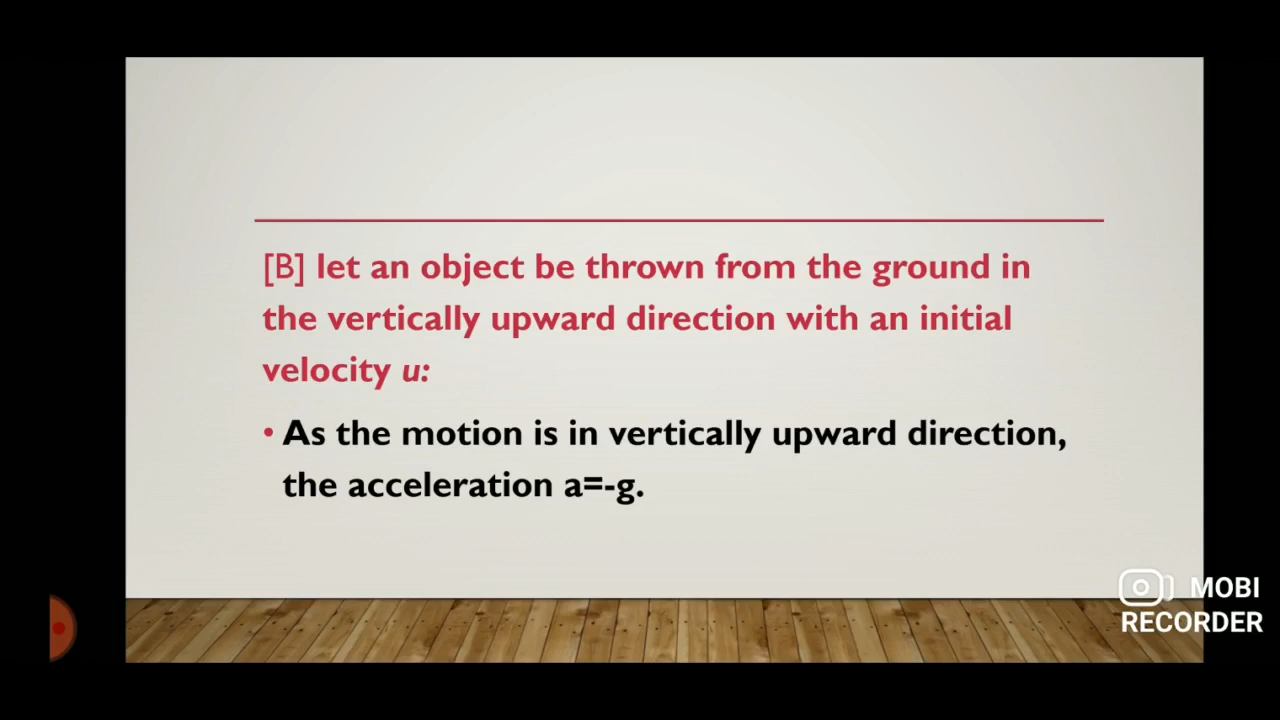 [B] let an object be thrown from the ground in
the vertically upward direction with an initial
velocity u:
• As the motion is in vertically upward direction,
the acceleration a=-g.
MOBI
RECORDER